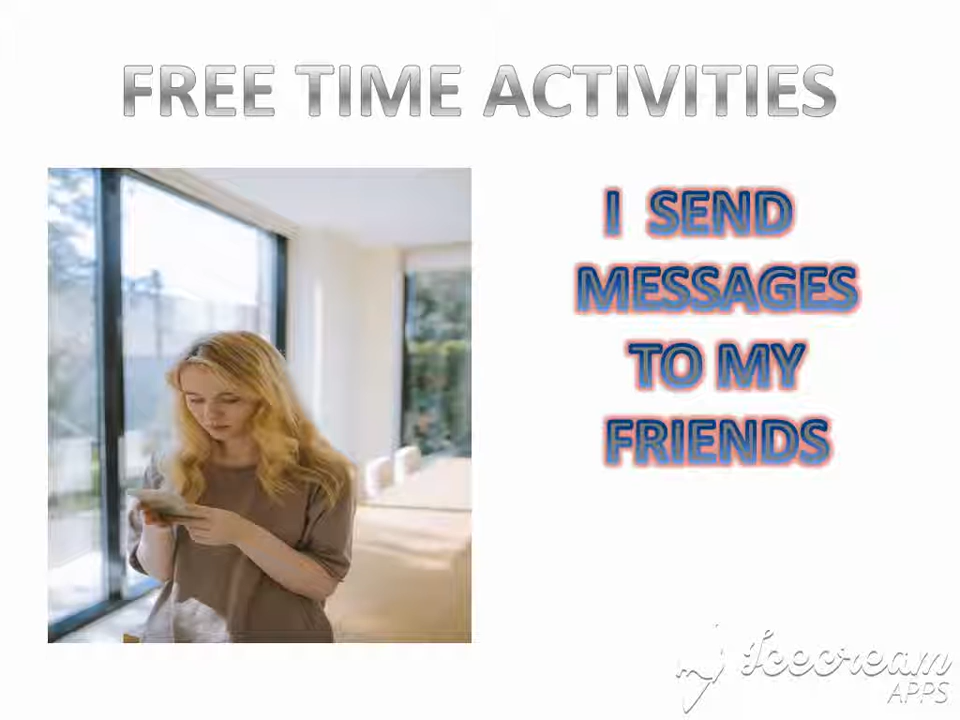 FREE TIME ACTIVITIES
I SEND
MESSAGES
TO MY
FRIENDS
Icecream
APPS